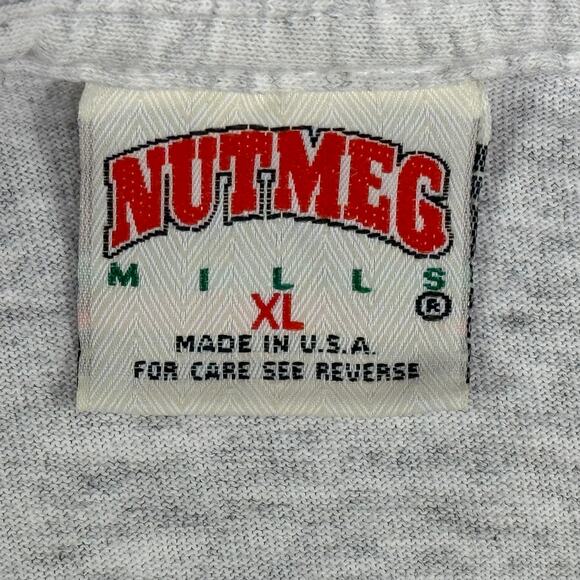 NUTMEG
MILLS
®
XL
MADE IN U.S.A.
FOR CARE SEE REVERSE